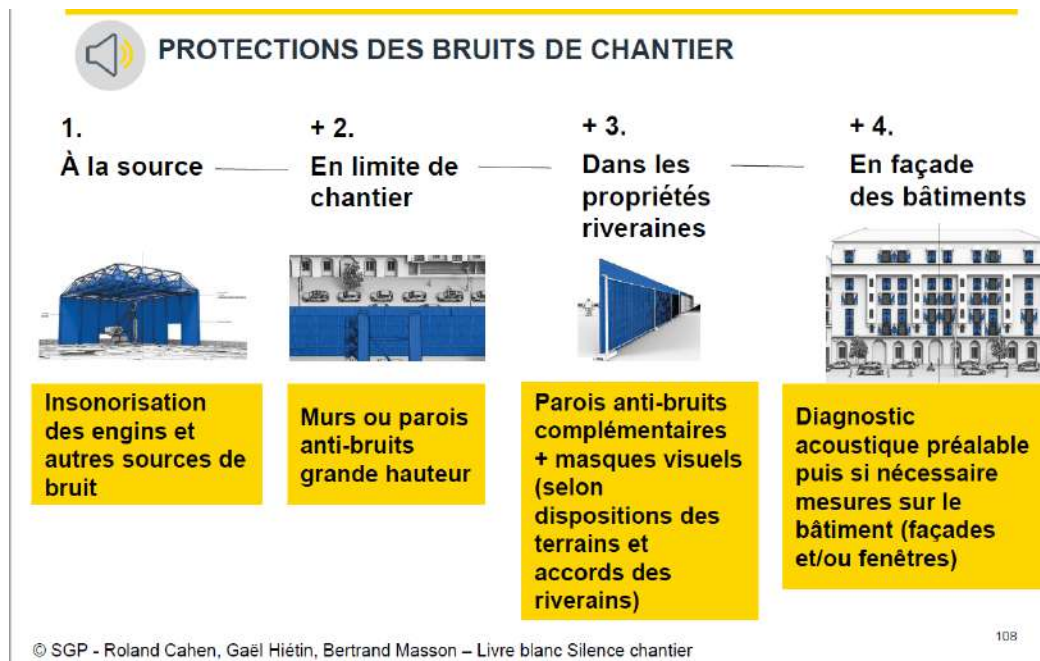 PROTECTIONS DES BRUITS DE CHANTIER
1.
À la source
+ 2.
En limite de
chantier
+ 3.
Dans les
propriétés
riveraines
+ 4.
En façade
des bâtiments
Insonorisation
des engins et
autres sources de
bruit
Murs ou parois
anti-bruits
grande hauteur
Parois anti-bruits
complémentaires
+ masques visuels
(selon
dispositions des
terrains et
accords des
riverains)
Diagnostic
acoustique préalable
puis si nécessaire
mesures sur le
bâtiment (façades
et/ou fenêtres)
© SGP - Roland Cahen, Gaël Hiétin, Bertrand Masson – Livre blanc Silence chantier
108